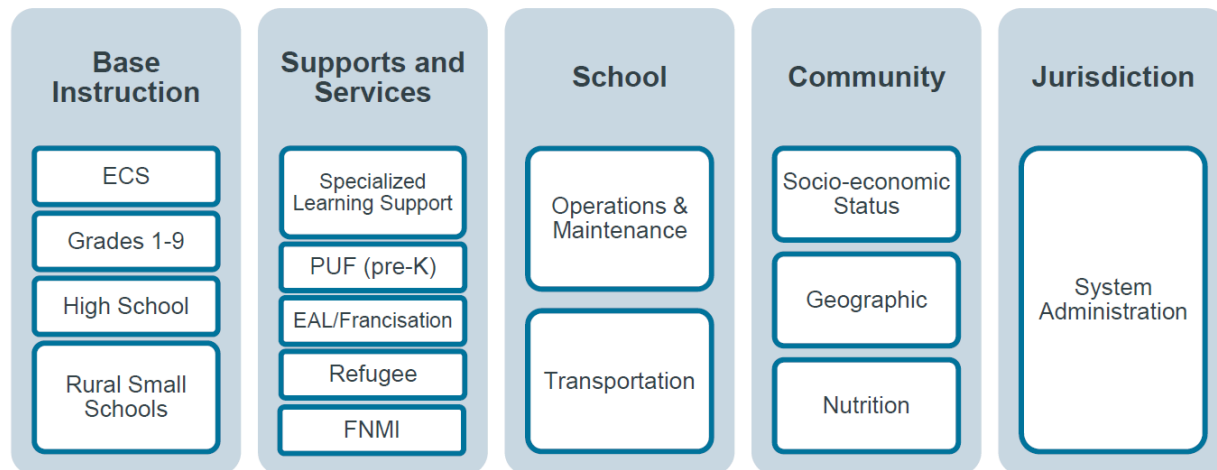 Base
Instruction
ECS
Grades 1-9
High School
Rural Small
Schools
Supports and
Services
Specialized
Learning Support
PUF (pre-K)
EAL/Francisation
Refugee
FNMI
School
Operations &
Maintenance
Transportation
Community
Socio-economic
Status
Geographic
Nutrition
Jurisdiction
System
Administration